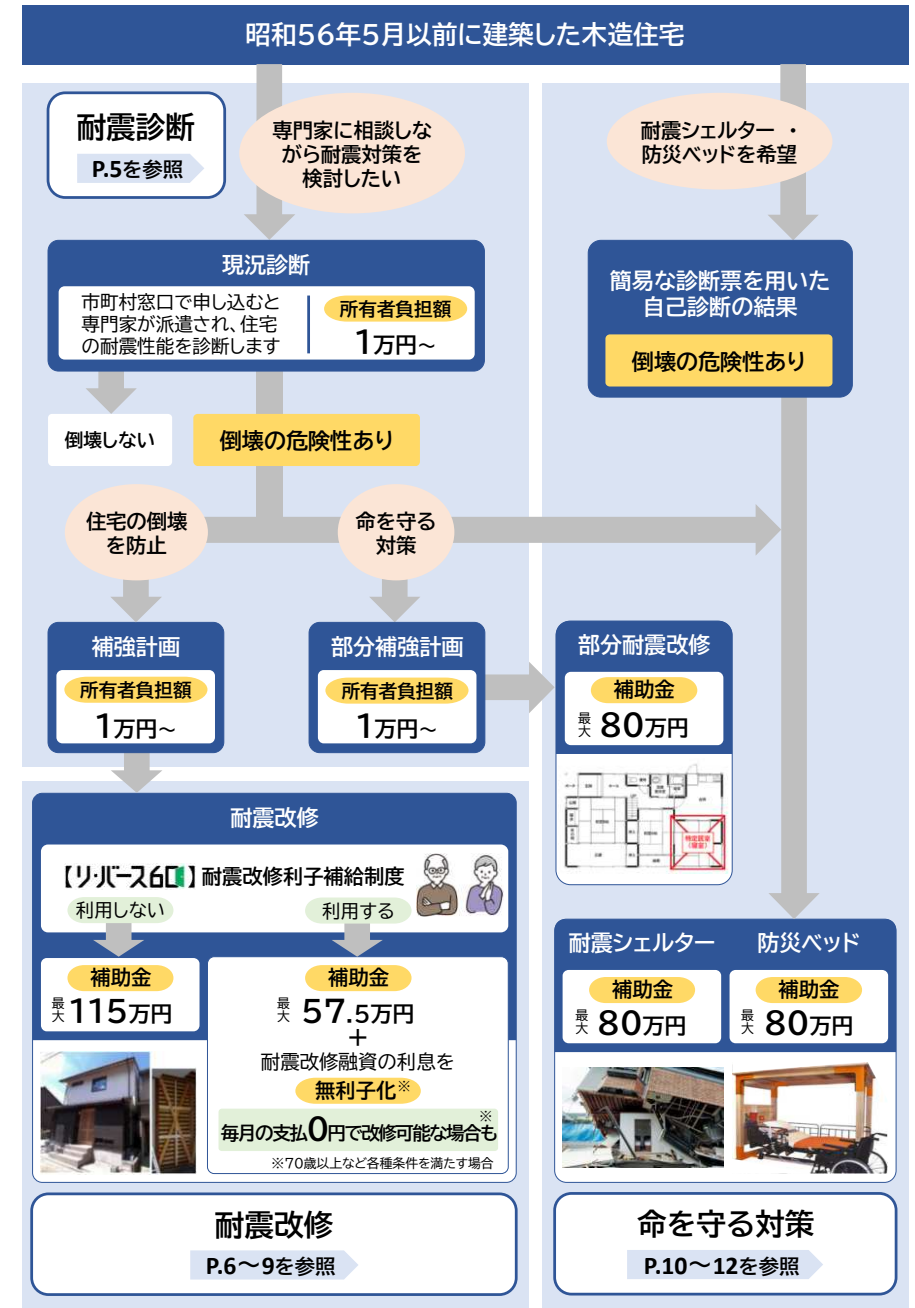 昭和56年5月以前に建築した木造住宅
耐震診断
P.5を参照
専門家に相談しな
がら耐震対策を
検討したい
耐震シェルター ・
防災ベッドを希望
現況診断
市町村窓口で申し込むと
専門家が派遣され、住宅
の耐震性能を診断します
所有者負担額
1万円~
簡易な診断票を用いた
自己診断の結果
倒壊の危険性あり
倒壊しない
倒壊の危険性あり
住宅の倒壊
を防止
命を守る
対策
補強計画
所有者負担額
1万円~
部分補強計画
所有者負担額
1万円~
部分耐震改修
補助金
最大 80万円
特定居室
(寝室)
耐震改修
【リ・バース60】耐震改修利子補給制度
利用しない
利用する
補助金
最大115万円
補助金
最大 57.5万円
+
耐震改修融資の利息を
無利子化※
毎月の支払0円で改修可能な場合も※
※70歳以上など各種条件を満たす場合
耐震シェルター
防災ベッド
補助金
最大 80万円
補助金
最大 80万円
耐震改修
P.6~9を参照
命を守る対策
P.10~12を参照